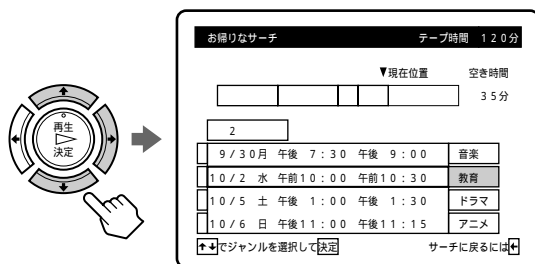 再生
決定
お帰りなサーチ テープ時間 120分
▼現在位置 空き時間
35分
2
9/30月 午後 7:30 午後 9:00 音楽
10/2 水 午前10:00 午前10:30 教育
10/5 土 午後 1:00 午後 1:30 ドラマ
10/6 日 午後11:00 午後11:15 アニメ
↑↓でジャンルを選択して決定 サーチに戻るには←